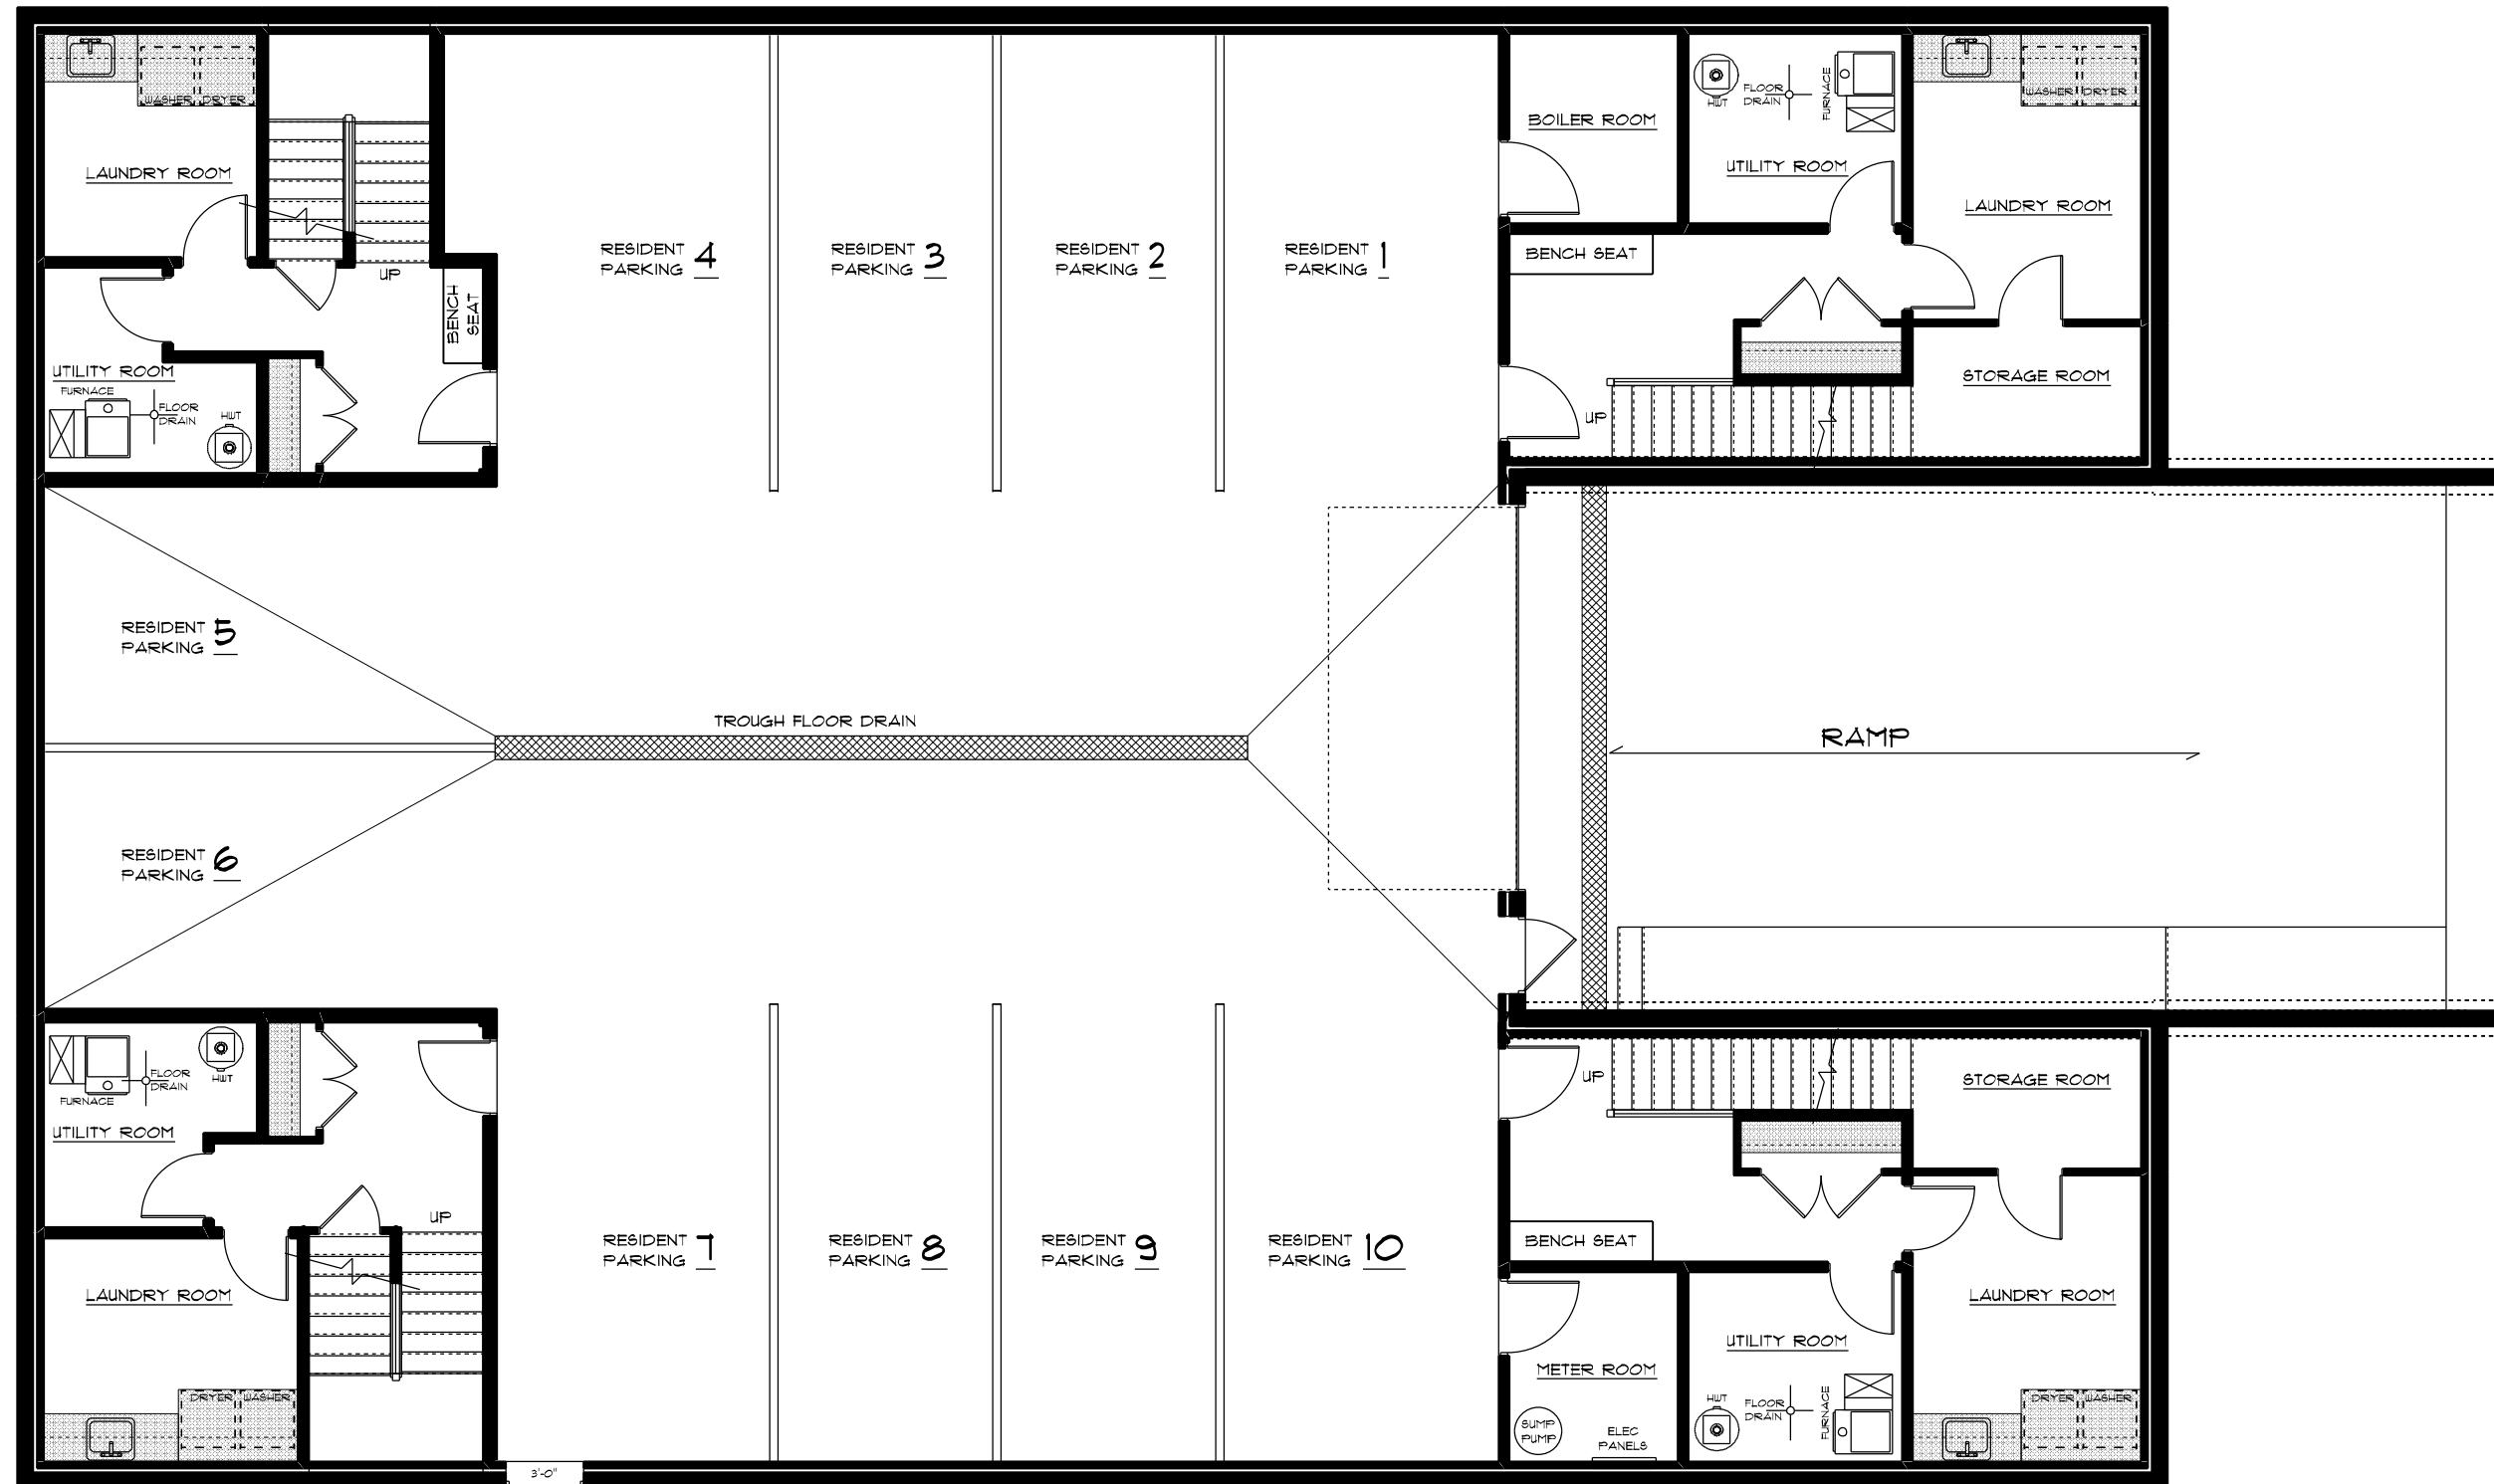 WASHER DRYER
LAUNDRY ROOM
UP
BENCH
SEAT
UTILITY ROOM
FURNACE
FLOOR
DRAIN
HWT
RESIDENT
PARKING 4
RESIDENT
PARKING 3
RESIDENT
PARKING 2
RESIDENT
PARKING 1
BOILER ROOM
HWT
FLOOR
DRAIN
FURNACE
UTILITY ROOM
WASHER DRYER
LAUNDRY ROOM
BENCH SEAT
STORAGE ROOM
UP
RESIDENT
PARKING 5
TROUGH FLOOR DRAIN
RAMP
RESIDENT
PARKING 6
FLOOR
DRAIN
HWT
FURNACE
UTILITY ROOM
UP
LAUNDRY ROOM
DRYER WASHER
RESIDENT
PARKING 7
RESIDENT
PARKING 8
RESIDENT
PARKING 9
RESIDENT
PARKING 10
UP
STORAGE ROOM
BENCH SEAT
LAUNDRY ROOM
UTILITY ROOM
METER ROOM
HWT
FLOOR
DRAIN
FURNACE
DRYER WASHER
SUMP
PUMP
ELEC
PANELS
3'-0"